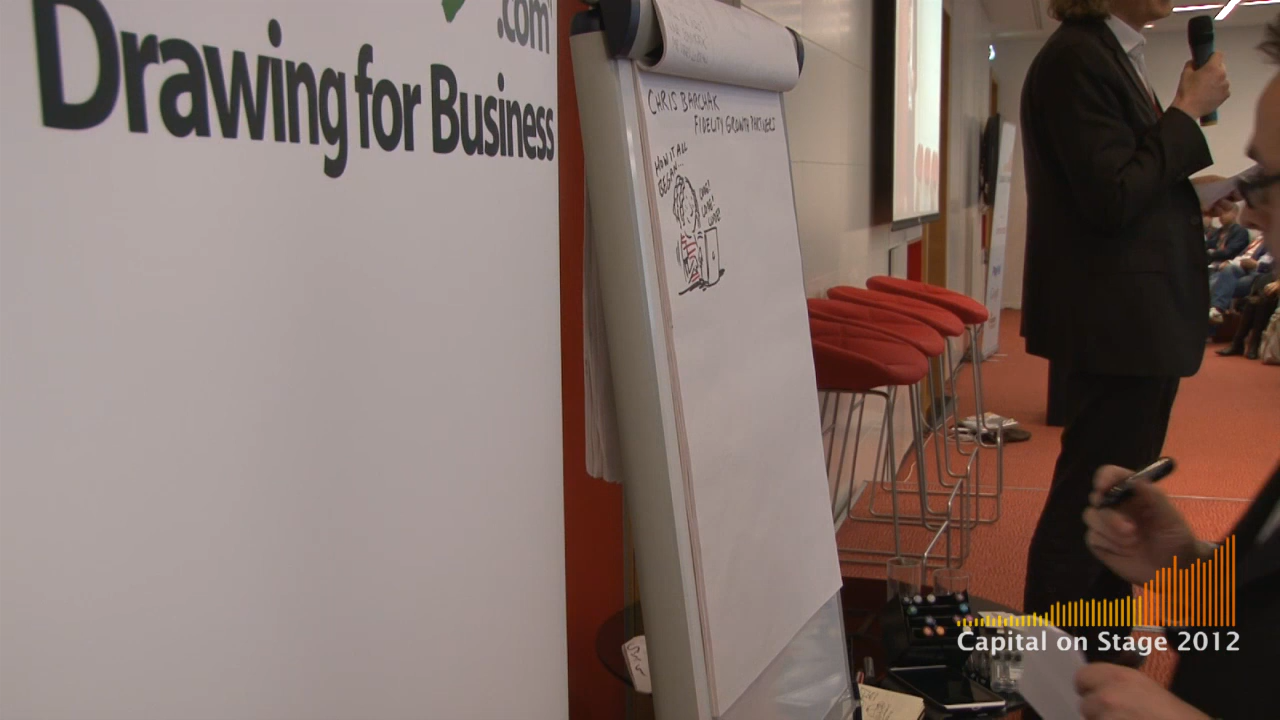 .com
Drawing for Business
CHRIS BARCHAK
FIDELITY GROWTH PARTNERS
HOW IT ALL
BEGAN...
Capital on Stage 2012